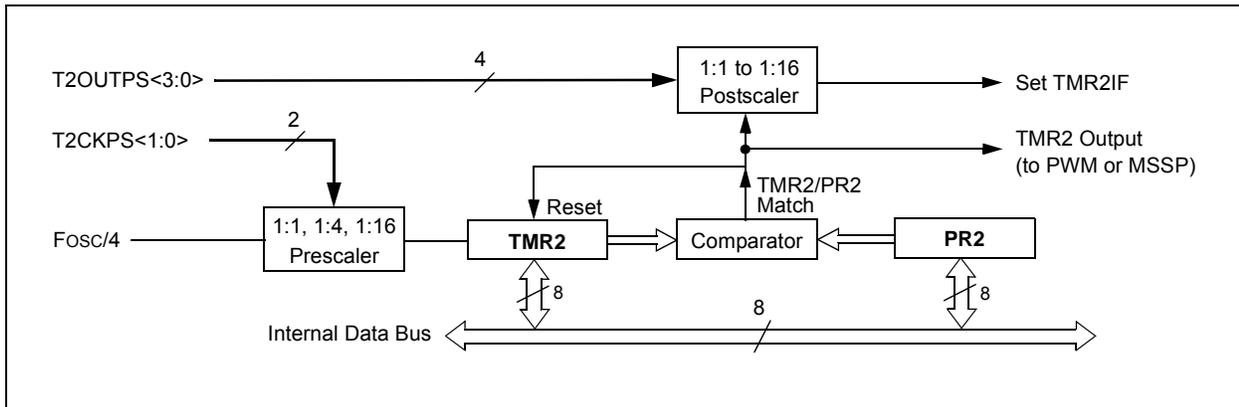 T2OUTPS<3:0>
4
1:1 to 1:16
Postscaler
Set TMR2IF
T2CKPS<1:0>
2
TMR2 Output
(to PWM or MSSP)
TMR2/PR2
Match
Reset
FOSC/4
1:1, 1:4, 1:16
Prescaler
TMR2
Comparator
PR2
8
8
8
Internal Data Bus